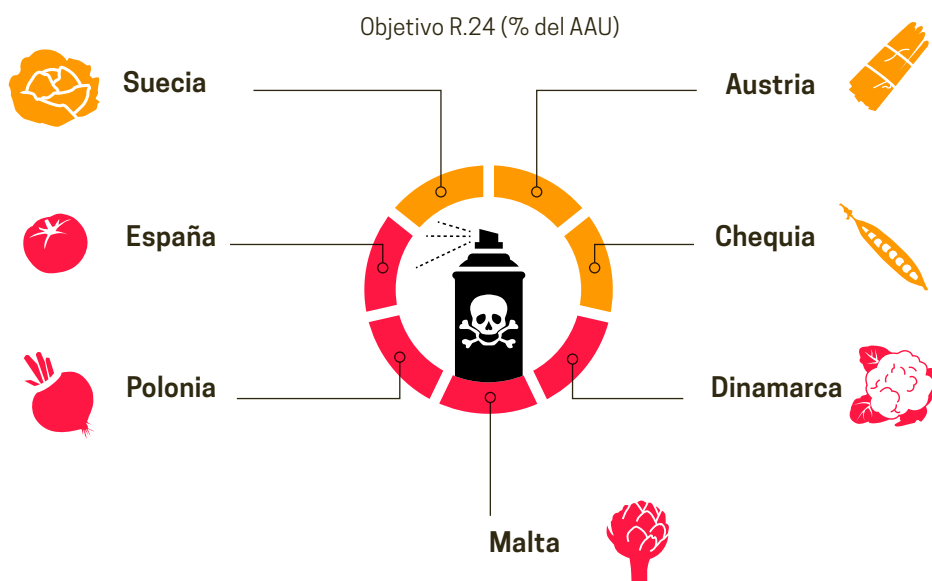 Objetivo R.24 (% del AAU)
Suecia
Austria
España
Chequia
Polonia
Dinamarca
Malta